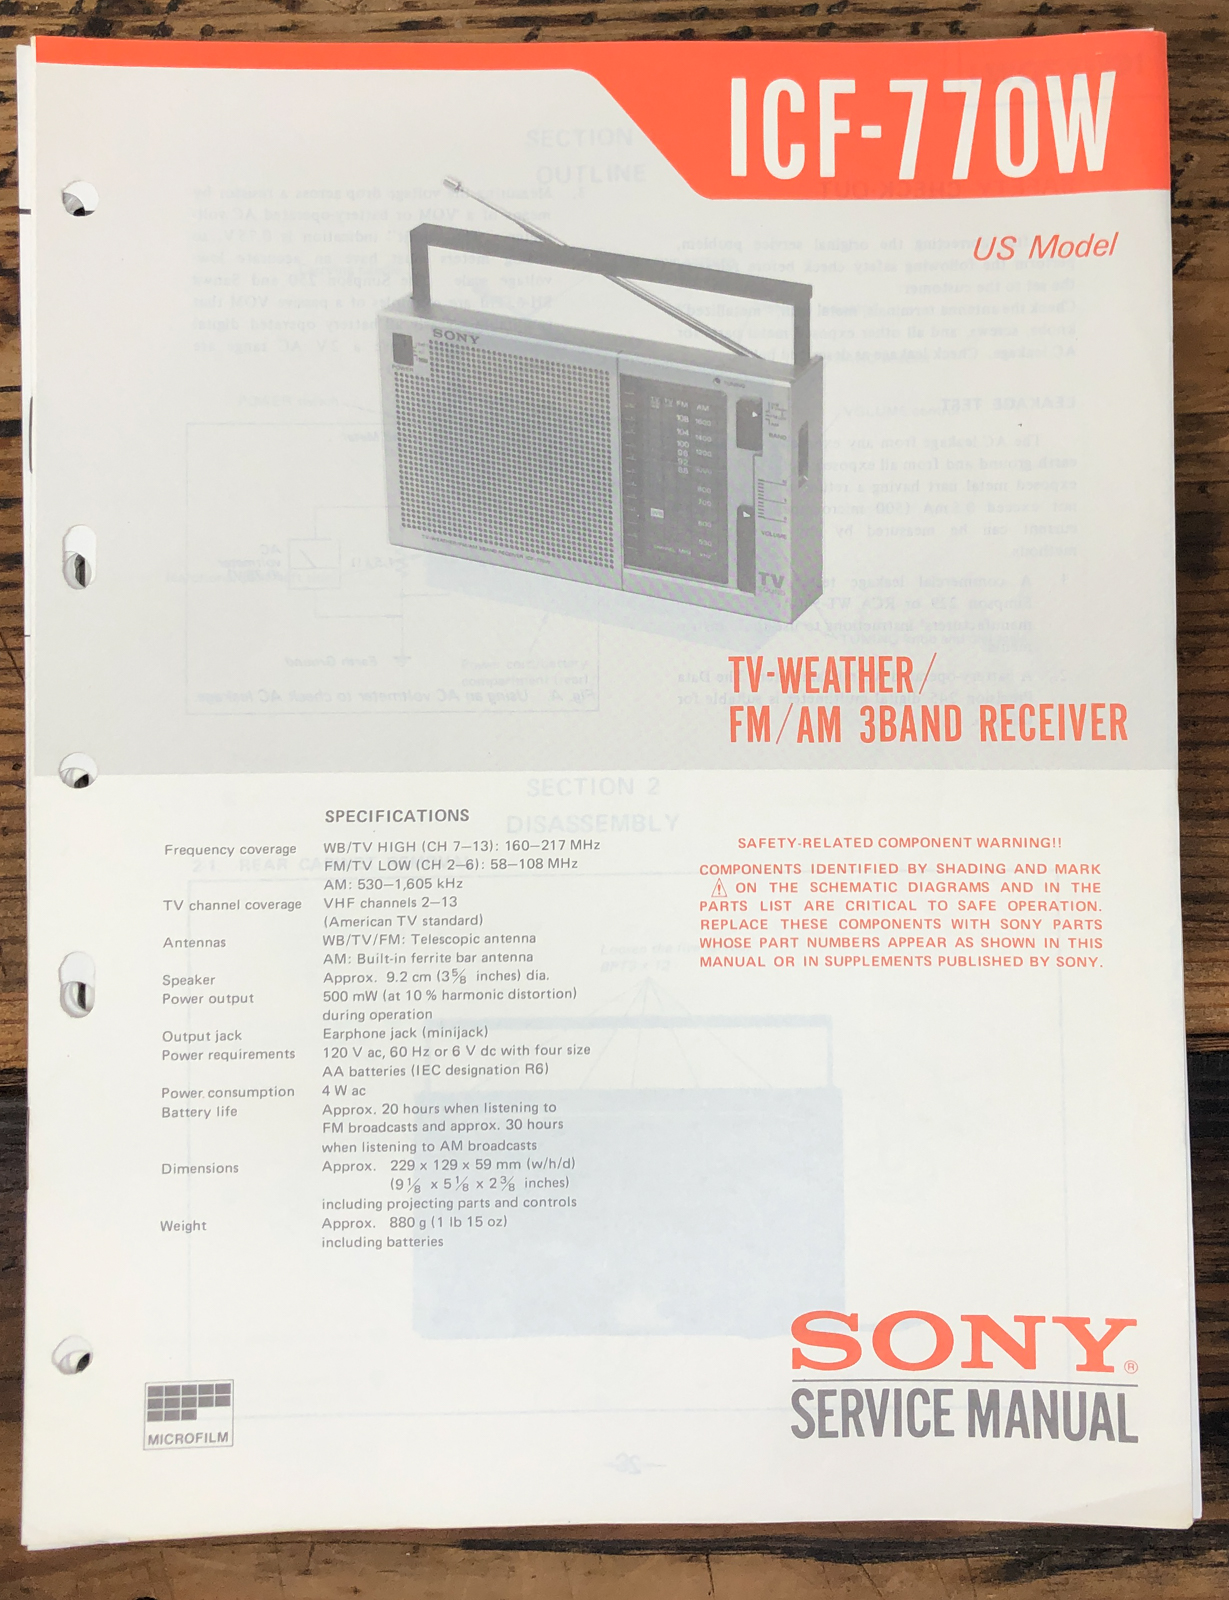 ICF-770W
US Model
SONY
TV-WEATHER/
FM/AM 3BAND RECEIVER
SPECIFICATIONS
Frequency coverage WB/TV HIGH (CH 7–13): 160–217 MHz
FM/TV LOW (CH 2–6): 58–108 MHz
AM: 530–1,605 kHz
TV channel coverage VHF channels 2–13
(American TV standard)
Antennas WB/TV/FM: Telescopic antenna
AM: Built-in ferrite bar antenna
Speaker Approx. 9.2 cm (3 5/8 inches) dia.
Power output 500 mW (at 10 % harmonic distortion)
during operation
Output jack Earphone jack (minijack)
Power requirements 120 V ac, 60 Hz or 6 V dc with four size
AA batteries (IEC designation R6)
Power consumption 4 W ac
Battery life Approx. 20 hours when listening to
FM broadcasts and approx. 30 hours
when listening to AM broadcasts
Dimensions Approx. 229 x 129 x 59 mm (w/h/d)
(9 1/8 x 5 1/8 x 2 3/8 inches)
including projecting parts and controls
Weight Approx. 880 g (1 lb 15 oz)
including batteries
SAFETY-RELATED COMPONENT WARNING!!
COMPONENTS IDENTIFIED BY SHADING AND MARK
⚠ ON THE SCHEMATIC DIAGRAMS AND IN THE
PARTS LIST ARE CRITICAL TO SAFE OPERATION.
REPLACE THESE COMPONENTS WITH SONY PARTS
WHOSE PART NUMBERS APPEAR AS SHOWN IN THIS
MANUAL OR IN SUPPLEMENTS PUBLISHED BY SONY.
MICROFILM
SONY®
SERVICE MANUAL